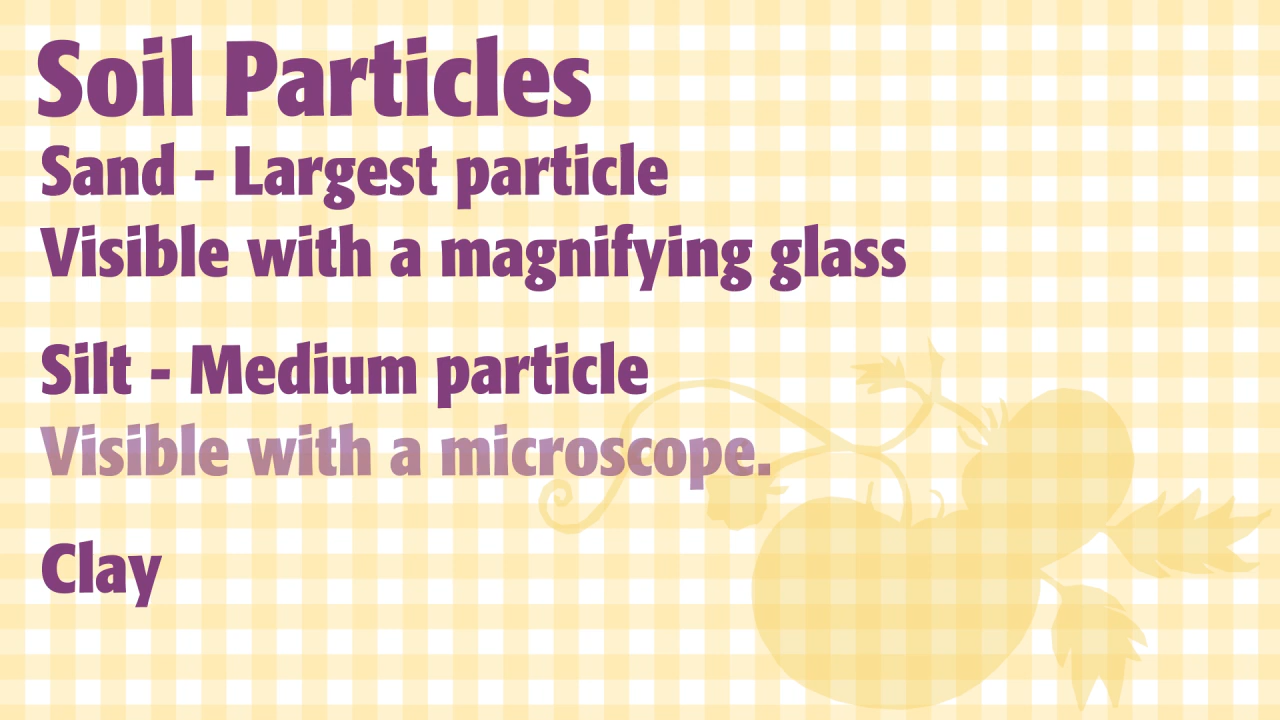 Soil Particles
Sand - Largest particle
Visible with a magnifying glass
Silt - Medium particle
Visible with a microscope.
Clay